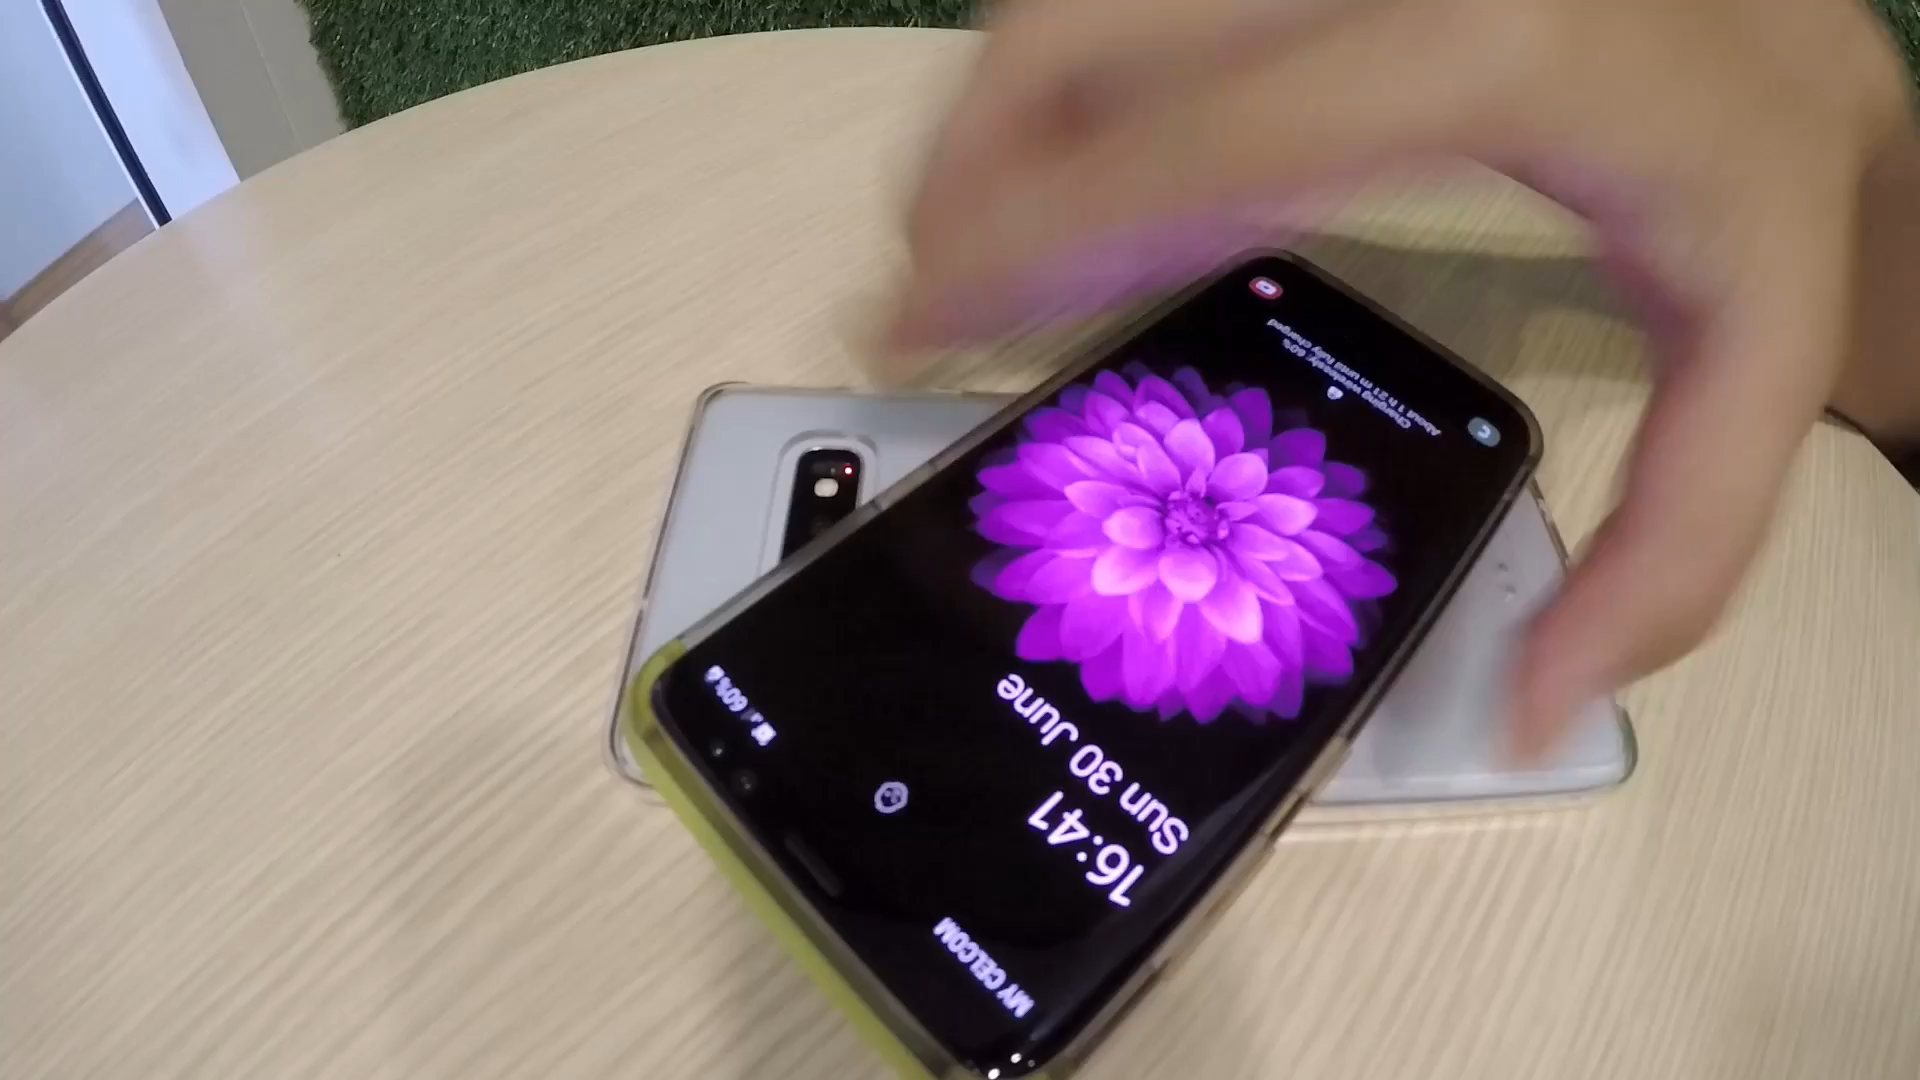 MY CELCOM
60%
16:41
Sun 30 June
Charging wirelessly: 60%
About 1 h 21 m until fully charged